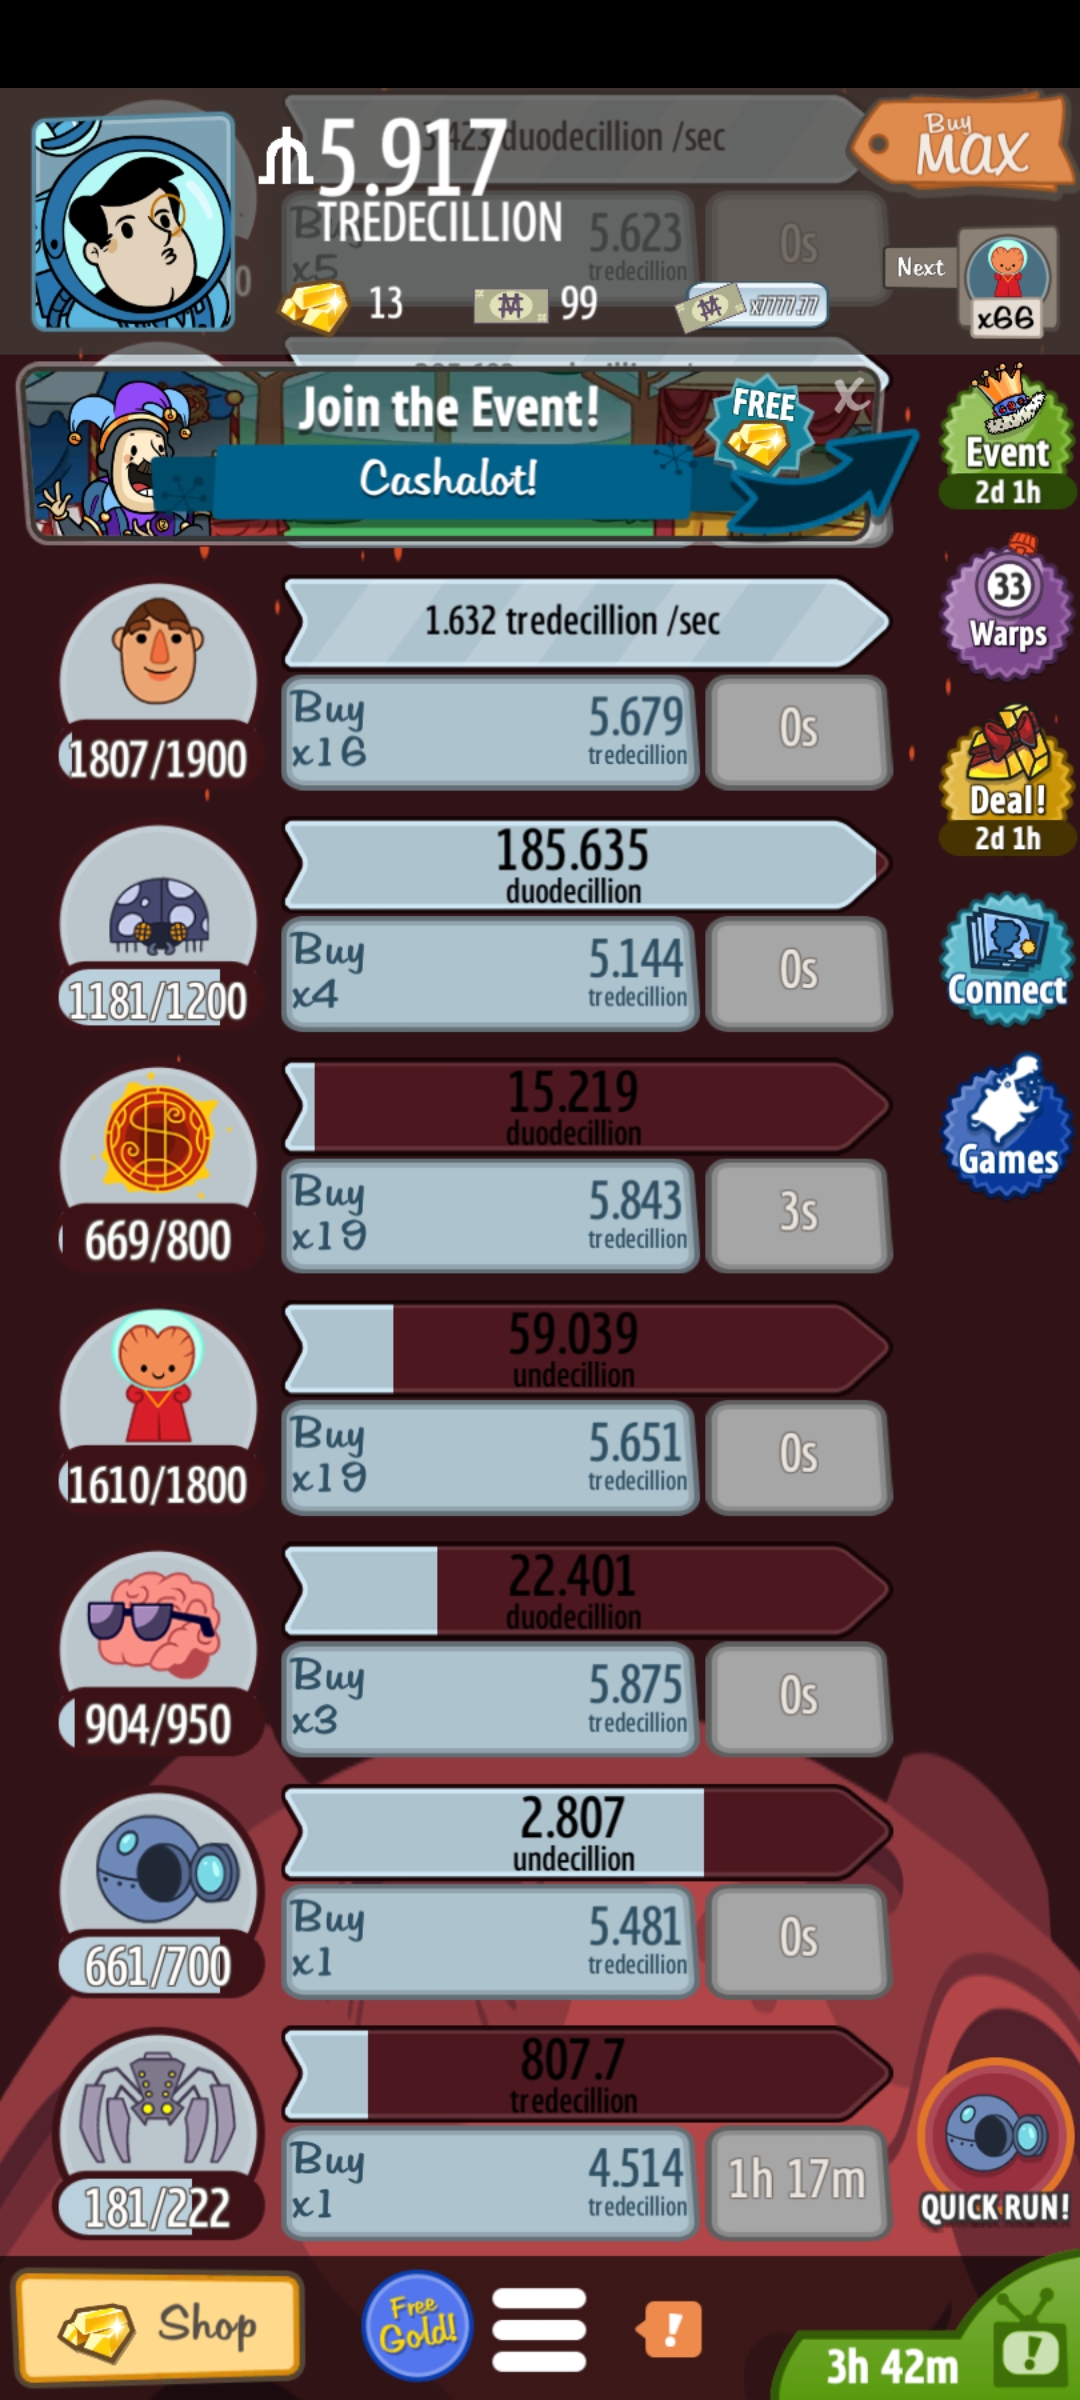 5.423 duodecillion /sec
5.917
TREDECILLION
Buy
MAX
Buy
x5
5.623
tredecillion
0s
Next
x66
13
99
x7777.77
Join the Event!
FREE
X
Cashalot!
Event
2d 1h
1.632 tredecillion /sec
33
Warps
1807/1900
Buy
x16
5.679
tredecillion
0s
Deal!
2d 1h
185.635
duodecillion
1181/1200
Buy
x4
5.144
tredecillion
0s
Connect
15.219
duodecillion
669/800
Buy
x19
5.843
tredecillion
3s
Games
59.039
undecillion
1610/1800
Buy
x19
5.651
tredecillion
0s
22.401
duodecillion
904/950
Buy
x3
5.875
tredecillion
0s
2.807
undecillion
661/700
Buy
x1
5.481
tredecillion
0s
807.7
tredecillion
181/222
Buy
x1
4.514
tredecillion
1h 17m
QUICK RUN!
Shop
Free
Gold!
!
3h 42m
!